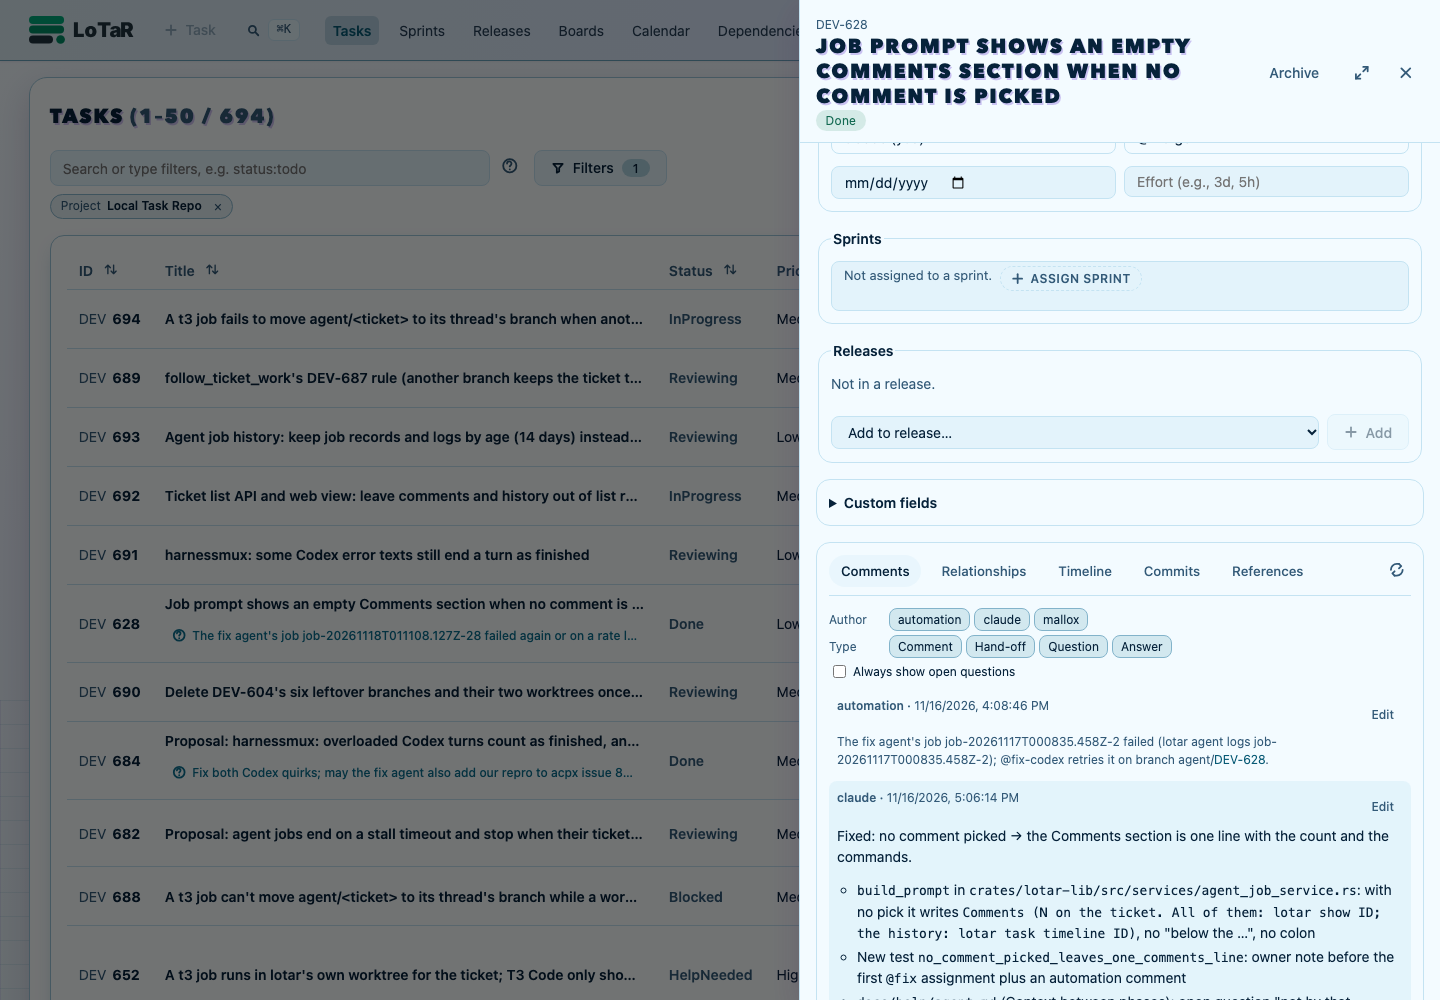 LoTaR
Task
⌘K
Tasks
Sprints
Releases
Boards
Calendar
TASKS (1-50 / 694)
Search or type filters, e.g. status:todo
Filters 1
Project Local Task Repo ×
ID Title Status
DEV 694 A t3 job fails to move agent/<ticket> to its thread's branch when anot... InProgress
DEV 689 follow_ticket_work's DEV-687 rule (another branch keeps the ticket t... Reviewing
DEV 693 Agent job history: keep job records and logs by age (14 days) instead... Reviewing
DEV 692 Ticket list API and web view: leave comments and history out of list r... InProgress
DEV 691 harnessmux: some Codex error texts still end a turn as finished Reviewing
DEV 628 Job prompt shows an empty Comments section when no comment is ... Done
The fix agent's job job-20261118T011108.127Z-28 failed again or on a rate l...
DEV 690 Delete DEV-604's six leftover branches and their two worktrees once... Reviewing
DEV 684 Proposal: harnessmux: overloaded Codex turns count as finished, an... Done
Fix both Codex quirks; may the fix agent also add our repro to acpx issue 8...
DEV 682 Proposal: agent jobs end on a stall timeout and stop when their ticket... Reviewing
DEV 688 A t3 job can't move agent/<ticket> to its thread's branch while a wor... Blocked
DEV 652 A t3 job runs in lotar's own worktree for the ticket; T3 Code only sho... HelpNeeded
DEV-628
JOB PROMPT SHOWS AN EMPTY
COMMENTS SECTION WHEN NO
COMMENT IS PICKED
Done
Archive
mm/dd/yyyy
Effort (e.g., 3d, 5h)
Sprints
Not assigned to a sprint.
ASSIGN SPRINT
Releases
Not in a release.
Add to release...
Add
Custom fields
Comments
Relationships
Timeline
Commits
References
Author automation claude mallox
Type Comment Hand-off Question Answer
Always show open questions
automation · 11/16/2026, 4:08:46 PM
Edit
The fix agent's job job-20261117T000835.458Z-2 failed (lotar agent logs job-
20261117T000835.458Z-2); @fix-codex retries it on branch agent/DEV-628.
claude · 11/16/2026, 5:06:14 PM
Edit
Fixed: no comment picked → the Comments section is one line with the count and the
commands.
build_prompt in crates/lotar-lib/src/services/agent_job_service.rs: with
no pick it writes Comments (N on the ticket. All of them: lotar show ID;
the history: lotar task timeline ID), no "below the …", no colon
New test no_comment_picked_leaves_one_comments_line: owner note before the
first @fix assignment plus an automation comment